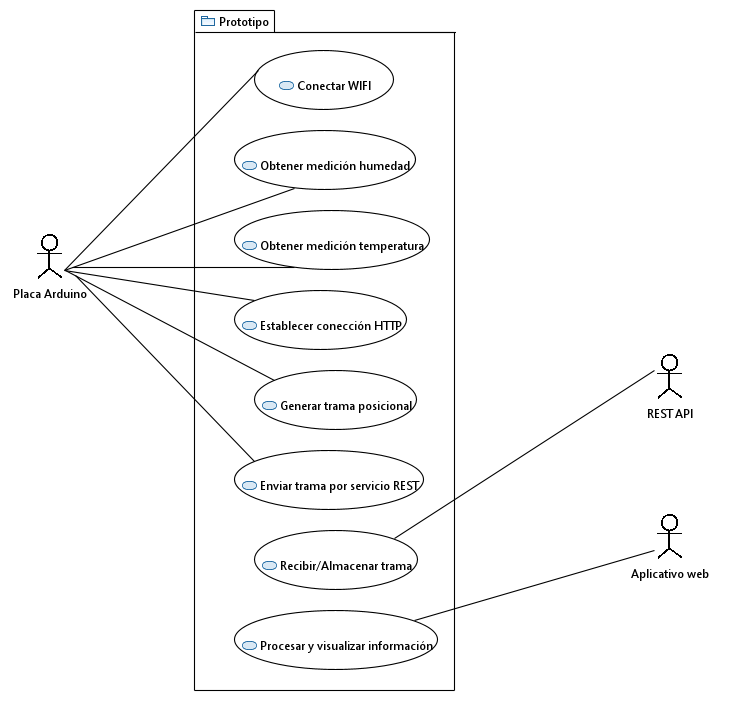 Prototipo
Conectar WIFI
Obtener medición humedad
Obtener medición temperatura
Placa Arduino
Establecer conección HTTP
Generar trama posicional
REST API
Enviar trama por servicio REST
Recibir/Almacenar trama
Aplicativo web
Procesar y visualizar información